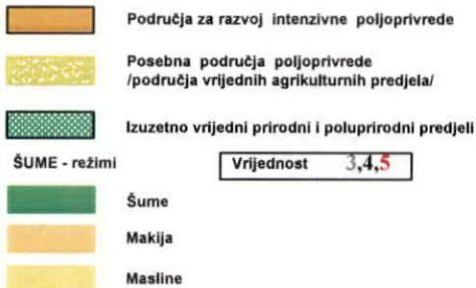 Područja za razvoj intenzivne poljoprivrede
Posebna područja poljoprivrede
/područja vrijednih agrikulturnih predjela/
Izuzetno vrijedni prirodni i poluprirodni predjeli
ŠUME - režimi
Vrijednost 3,4,5
Šume
Makija
Masline